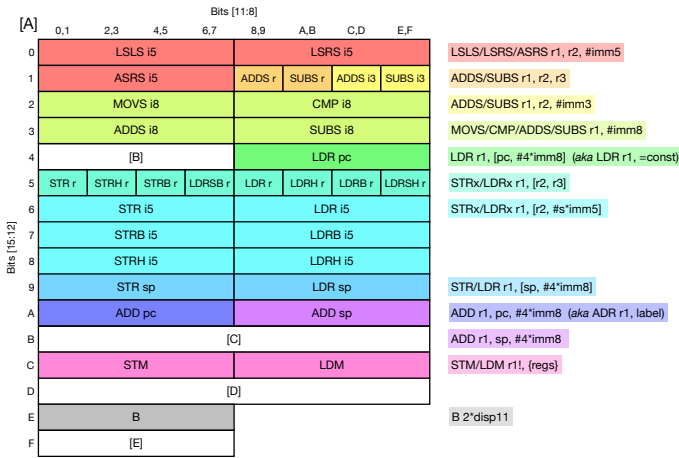 Bits [11:8]
[A]
0,1 2,3 4,5 6,7 8,9 A,B C,D E,F
0 LSLS i5 LSRS i5 LSLS/LSRS/ASRS r1, r2, #imm5
1 ASRS i5 ADDS r SUBS r ADDS i3 SUBS i3 ADDS/SUBS r1, r2, r3
2 MOVS i8 CMP i8 ADDS/SUBS r1, r2, #imm3
3 ADDS i8 SUBS i8 MOVS/CMP/ADDS/SUBS r1, #imm8
4 [B] LDR pc LDR r1, [pc, #4*imm8] (aka LDR r1, =const)
5 STR r STRH r STRB r LDRSB r LDR r LDRH r LDRB r LDRSH r STRx/LDRx r1, [r2, r3]
6 STR i5 LDR i5 STRx/LDRx r1, [r2, #s*imm5]
7 STRB i5 LDRB i5
8 STRH i5 LDRH i5
9 STR sp LDR sp STR/LDR r1, [sp, #4*imm8]
A ADD pc ADD sp ADD r1, pc, #4*imm8 (aka ADR r1, label)
B [C] ADD r1, sp, #4*imm8
C STM LDM STM/LDM r1!, {regs}
D [D]
E B B 2*disp11
F [E]
Bits [15:12]